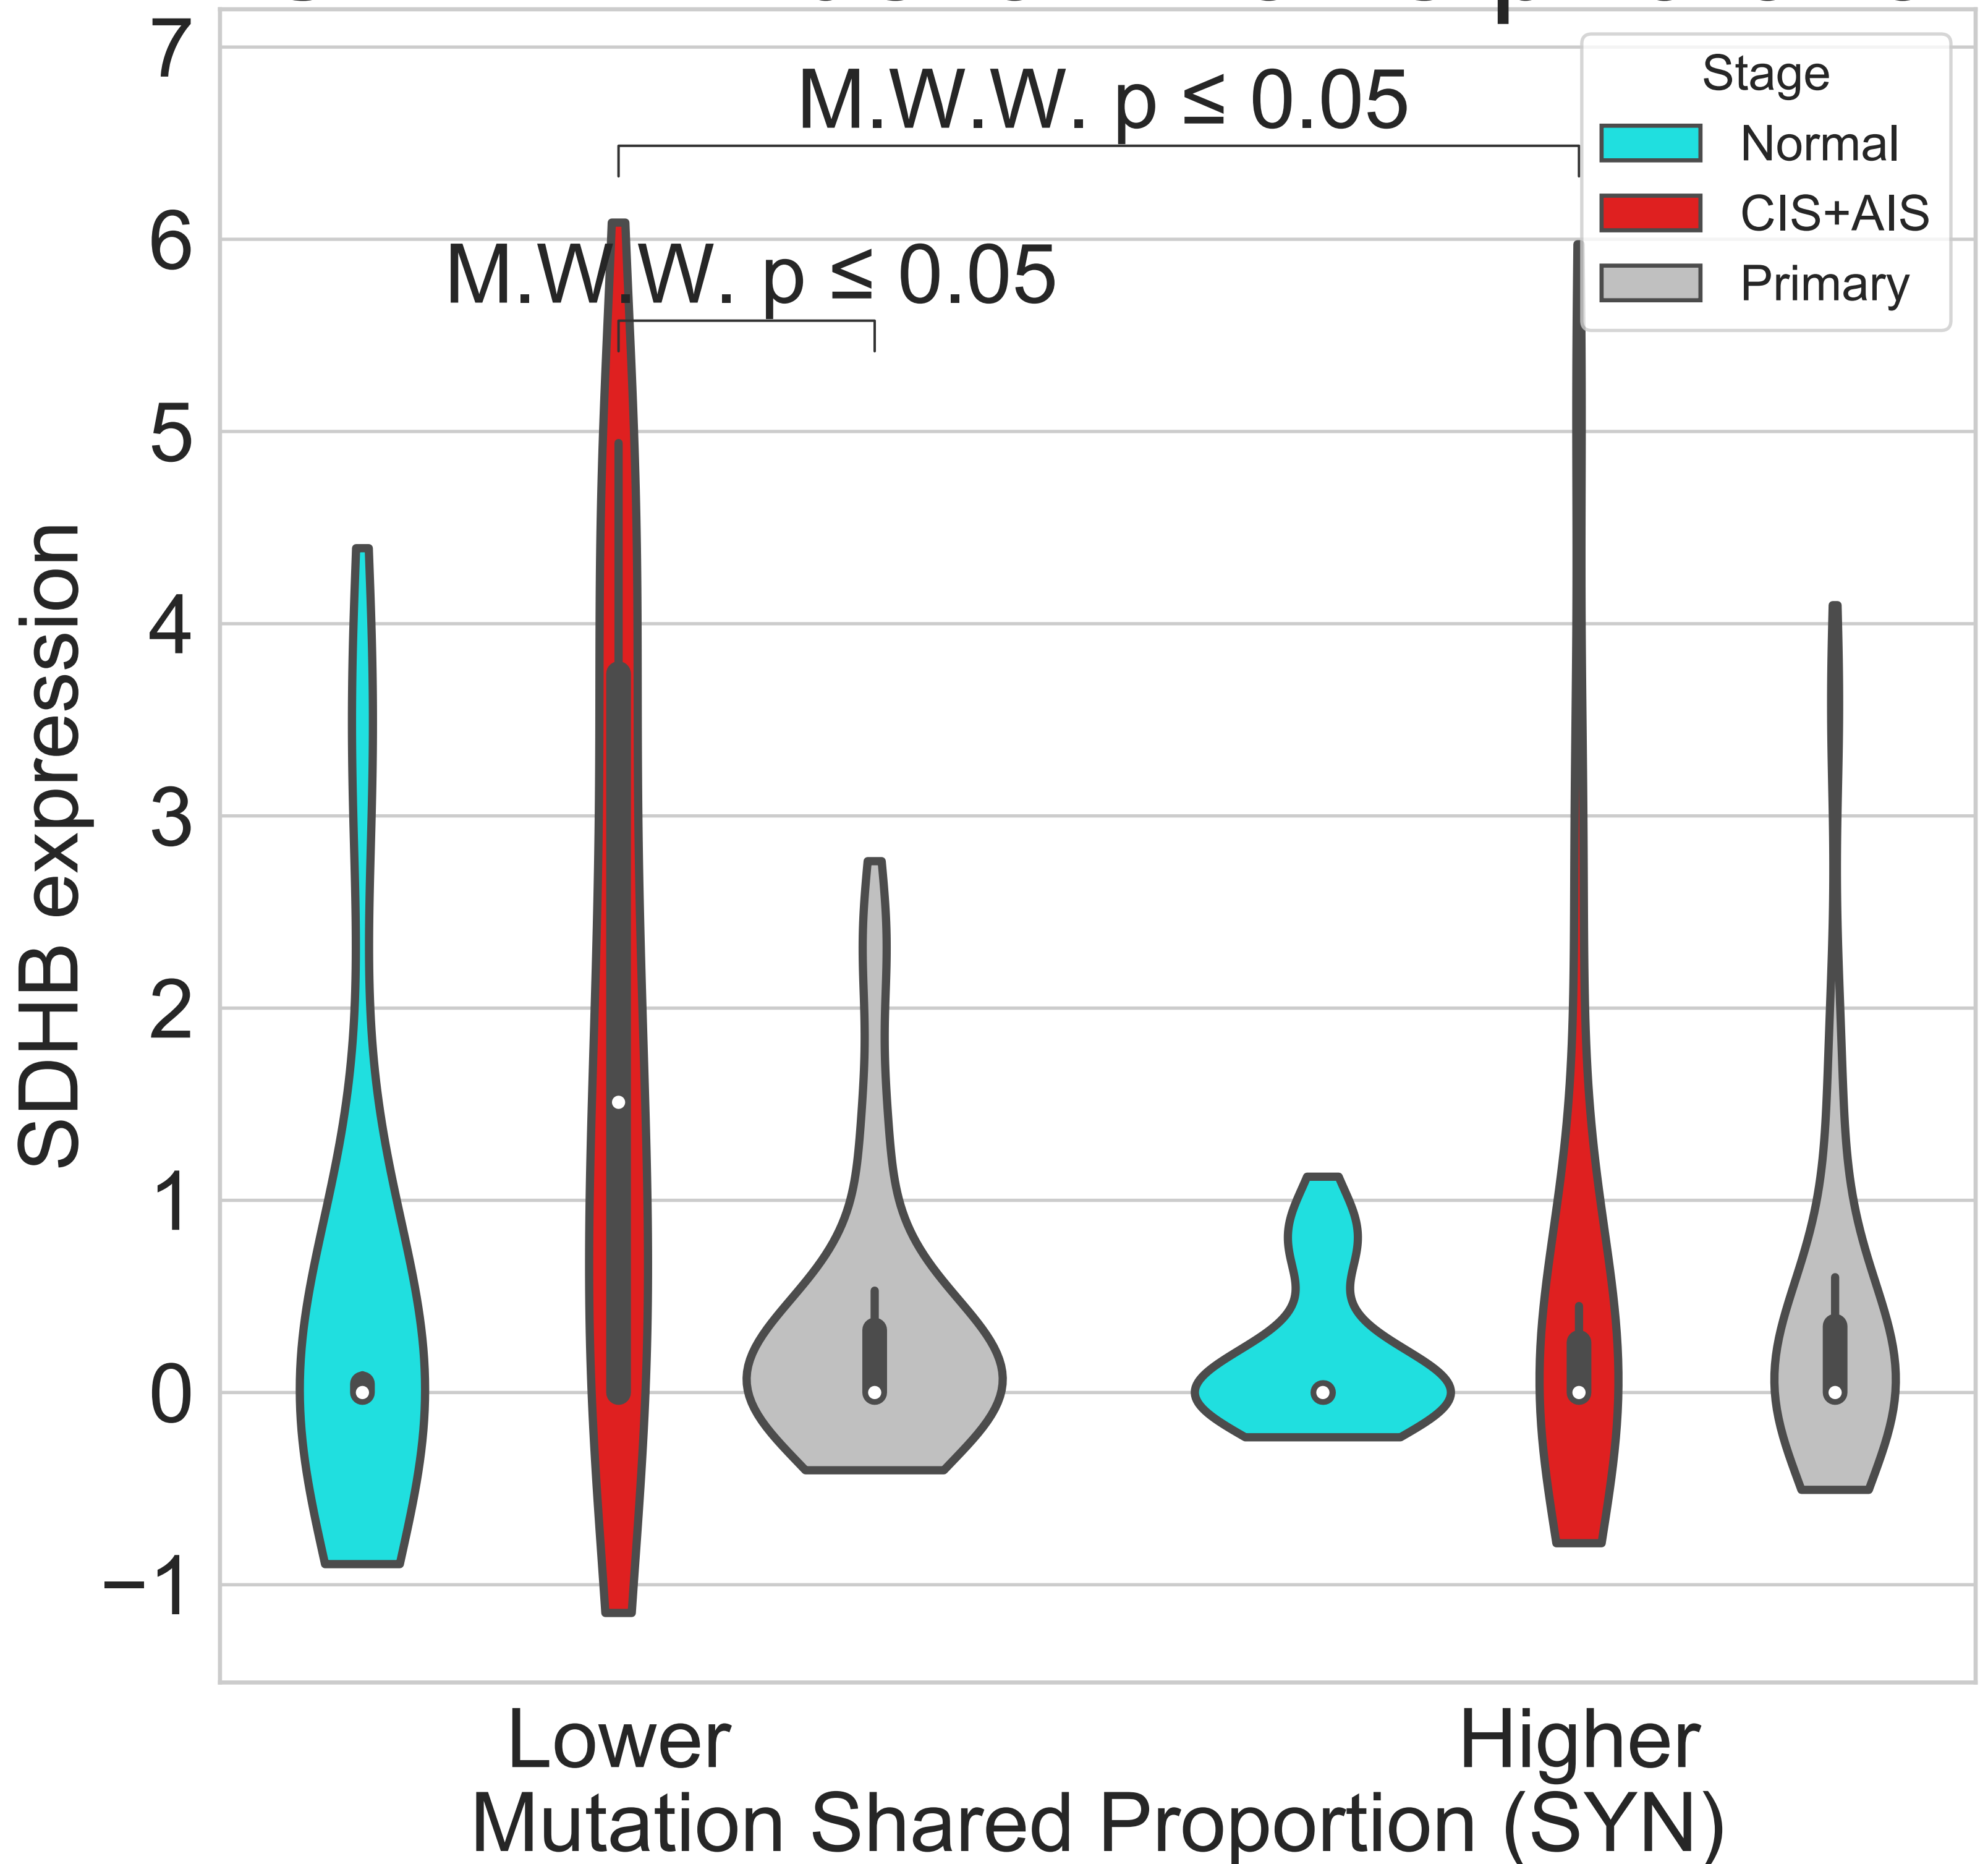 7
M.W.W. p ≤ 0.05
Stage
Normal
CIS+AIS
Primary
6
M.W.W. p ≤ 0.05
5
4
3
2
1
0
−1
SDHB expression
Lower
Higher
Mutation Shared Proportion (SYN)